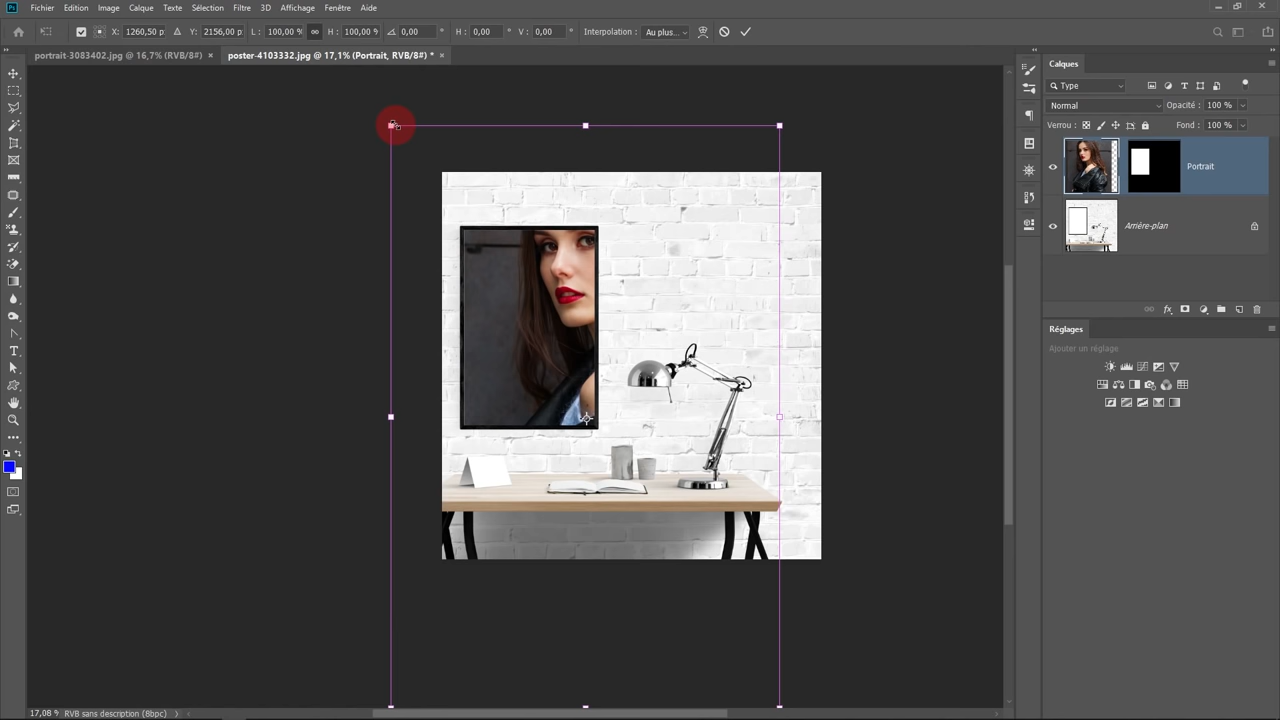 Ps Fichier Edition Image Calque Texte Sélection Filtre 3D Affichage Fenêtre Aide
X: 1260,50 p Y: 2156,00 p L: 100,00 % H: 100,00 % 0,00 ° H: 0,00 ° V: 0,00 ° Interpolation : Au plus...
portrait-3083402.jpg @ 16,7% (RVB/8#) × poster-4103332.jpg @ 17,1% (Portrait, RVB/8#) * ×
Calques
Type
Normal Opacité : 100 %
Verrou : Fond : 100 %
Portrait
Arrière-plan
fx
Réglages
Ajouter un réglage
17,08 % RVB sans description (8bpc)